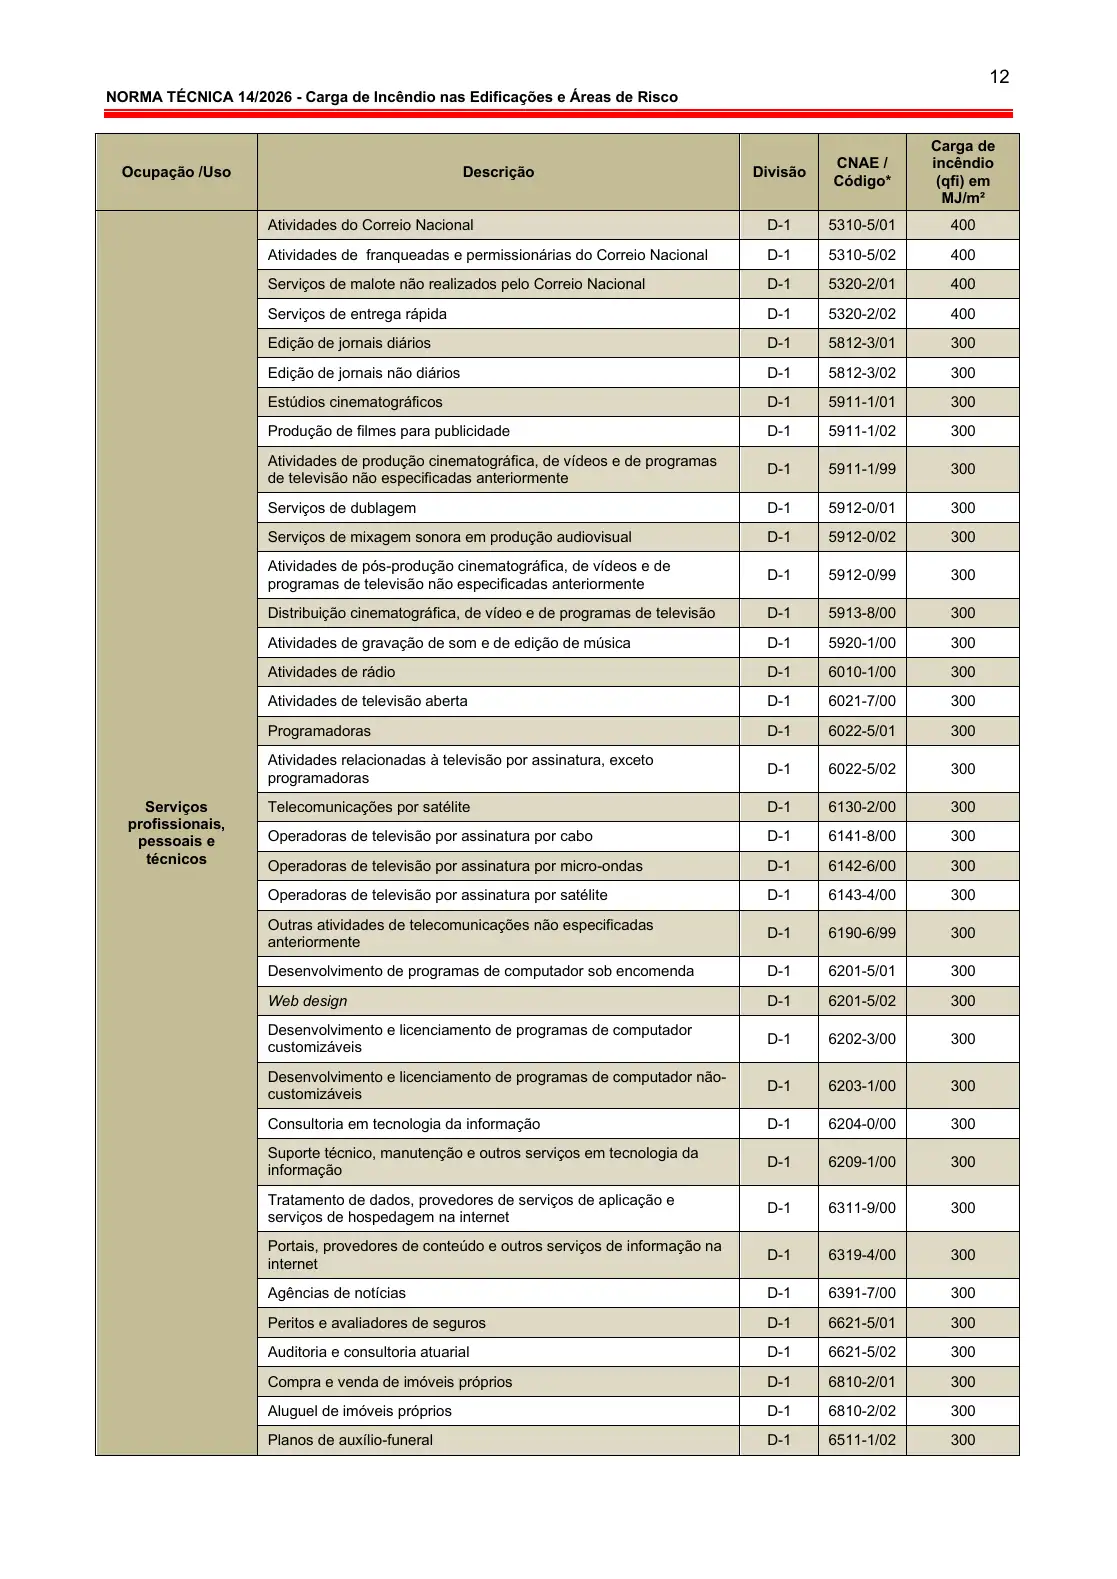 12
NORMA TÉCNICA 14/2026 - Carga de Incêndio nas Edificações e Áreas de Risco
Ocupação /Uso Descrição Divisão CNAE / Código* Carga de incêndio (qfi) em MJ/m²
Serviços profissionais, pessoais e técnicos
Atividades do Correio Nacional D-1 5310-5/01 400
Atividades de  franqueadas e permissionárias do Correio Nacional D-1 5310-5/02 400
Serviços de malote não realizados pelo Correio Nacional D-1 5320-2/01 400
Serviços de entrega rápida D-1 5320-2/02 400
Edição de jornais diários D-1 5812-3/01 300
Edição de jornais não diários D-1 5812-3/02 300
Estúdios cinematográficos D-1 5911-1/01 300
Produção de filmes para publicidade D-1 5911-1/02 300
Atividades de produção cinematográfica, de vídeos e de programas
de televisão não especificadas anteriormente D-1 5911-1/99 300
Serviços de dublagem D-1 5912-0/01 300
Serviços de mixagem sonora em produção audiovisual D-1 5912-0/02 300
Atividades de pós-produção cinematográfica, de vídeos e de
programas de televisão não especificadas anteriormente D-1 5912-0/99 300
Distribuição cinematográfica, de vídeo e de programas de televisão D-1 5913-8/00 300
Atividades de gravação de som e de edição de música D-1 5920-1/00 300
Atividades de rádio D-1 6010-1/00 300
Atividades de televisão aberta D-1 6021-7/00 300
Programadoras D-1 6022-5/01 300
Atividades relacionadas à televisão por assinatura, exceto
programadoras D-1 6022-5/02 300
Telecomunicações por satélite D-1 6130-2/00 300
Operadoras de televisão por assinatura por cabo D-1 6141-8/00 300
Operadoras de televisão por assinatura por micro-ondas D-1 6142-6/00 300
Operadoras de televisão por assinatura por satélite D-1 6143-4/00 300
Outras atividades de telecomunicações não especificadas
anteriormente D-1 6190-6/99 300
Desenvolvimento de programas de computador sob encomenda D-1 6201-5/01 300
Web design D-1 6201-5/02 300
Desenvolvimento e licenciamento de programas de computador
customizáveis D-1 6202-3/00 300
Desenvolvimento e licenciamento de programas de computador não-
customizáveis D-1 6203-1/00 300
Consultoria em tecnologia da informação D-1 6204-0/00 300
Suporte técnico, manutenção e outros serviços em tecnologia da
informação D-1 6209-1/00 300
Tratamento de dados, provedores de serviços de aplicação e
serviços de hospedagem na internet D-1 6311-9/00 300
Portais, provedores de conteúdo e outros serviços de informação na
internet D-1 6319-4/00 300
Agências de notícias D-1 6391-7/00 300
Peritos e avaliadores de seguros D-1 6621-5/01 300
Auditoria e consultoria atuarial D-1 6621-5/02 300
Compra e venda de imóveis próprios D-1 6810-2/01 300
Aluguel de imóveis próprios D-1 6810-2/02 300
Planos de auxílio-funeral D-1 6511-1/02 300